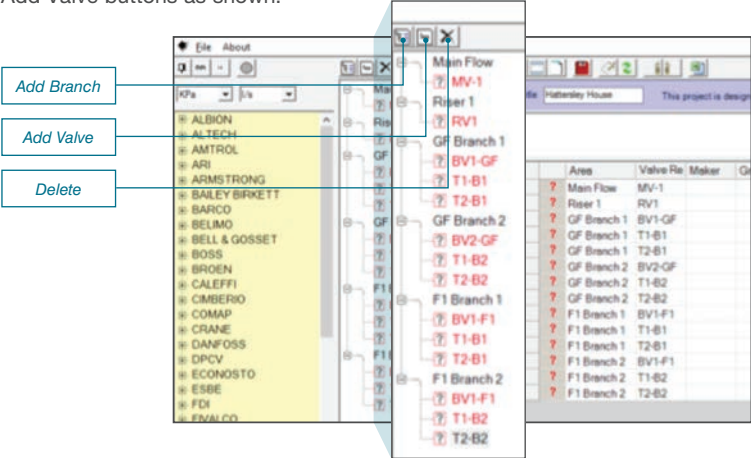 Add Valve buttons as shown.
Add Branch
Add Valve
Delete
File About
KPa
l/s
ALBION
ALTECH
AMTROL
ARI
ARMSTRONG
BAILEY BIRKETT
BARCO
BELIMO
BELL & GOSSET
BOSS
BROEN
CALEFFI
CIMBERIO
COMAP
CRANE
DANFOSS
DPCV
ECONOSTO
ESBE
FDI
FIVALCO
Ma
Ris
GF
GF
F1
F1
Main Flow
MV-1
Riser 1
RV1
GF Branch 1
BV1-GF
T1-B1
T2-B1
GF Branch 2
BV2-GF
T1-B2
T2-B2
F1 Branch 1
BV1-F1
T1-B1
T2-B1
F1 Branch 2
BV1-F1
T1-B2
T2-B2
Hattersley House This project is design
Area Valve Re Maker
? Main Flow MV-1
? Riser 1 RV1
? GF Branch 1 BV1-GF
? GF Branch 1 T1-B1
? GF Branch 1 T2-B1
? GF Branch 2 BV2-GF
? GF Branch 2 T1-B2
? GF Branch 2 T2-B2
? F1 Branch 1 BV1-F1
? F1 Branch 1 T1-B1
? F1 Branch 1 T2-B1
? F1 Branch 2 BV1-F1
? F1 Branch 2 T1-B2
? F1 Branch 2 T2-B2